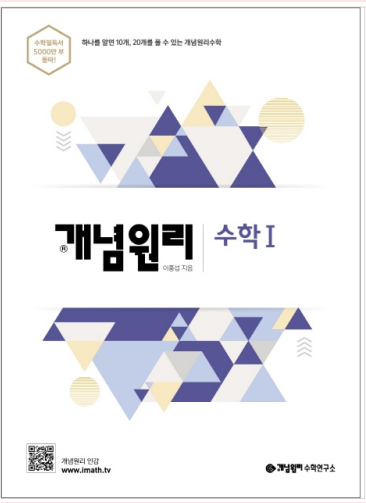 수학필독서
5000만 부
돌파!
하나를 알면 10개, 20개를 풀 수 있는 개념원리수학
개념원리
®
이홍섭 지음
수학Ⅰ
개념원리 인강
www.imath.tv
개념원리 수학연구소